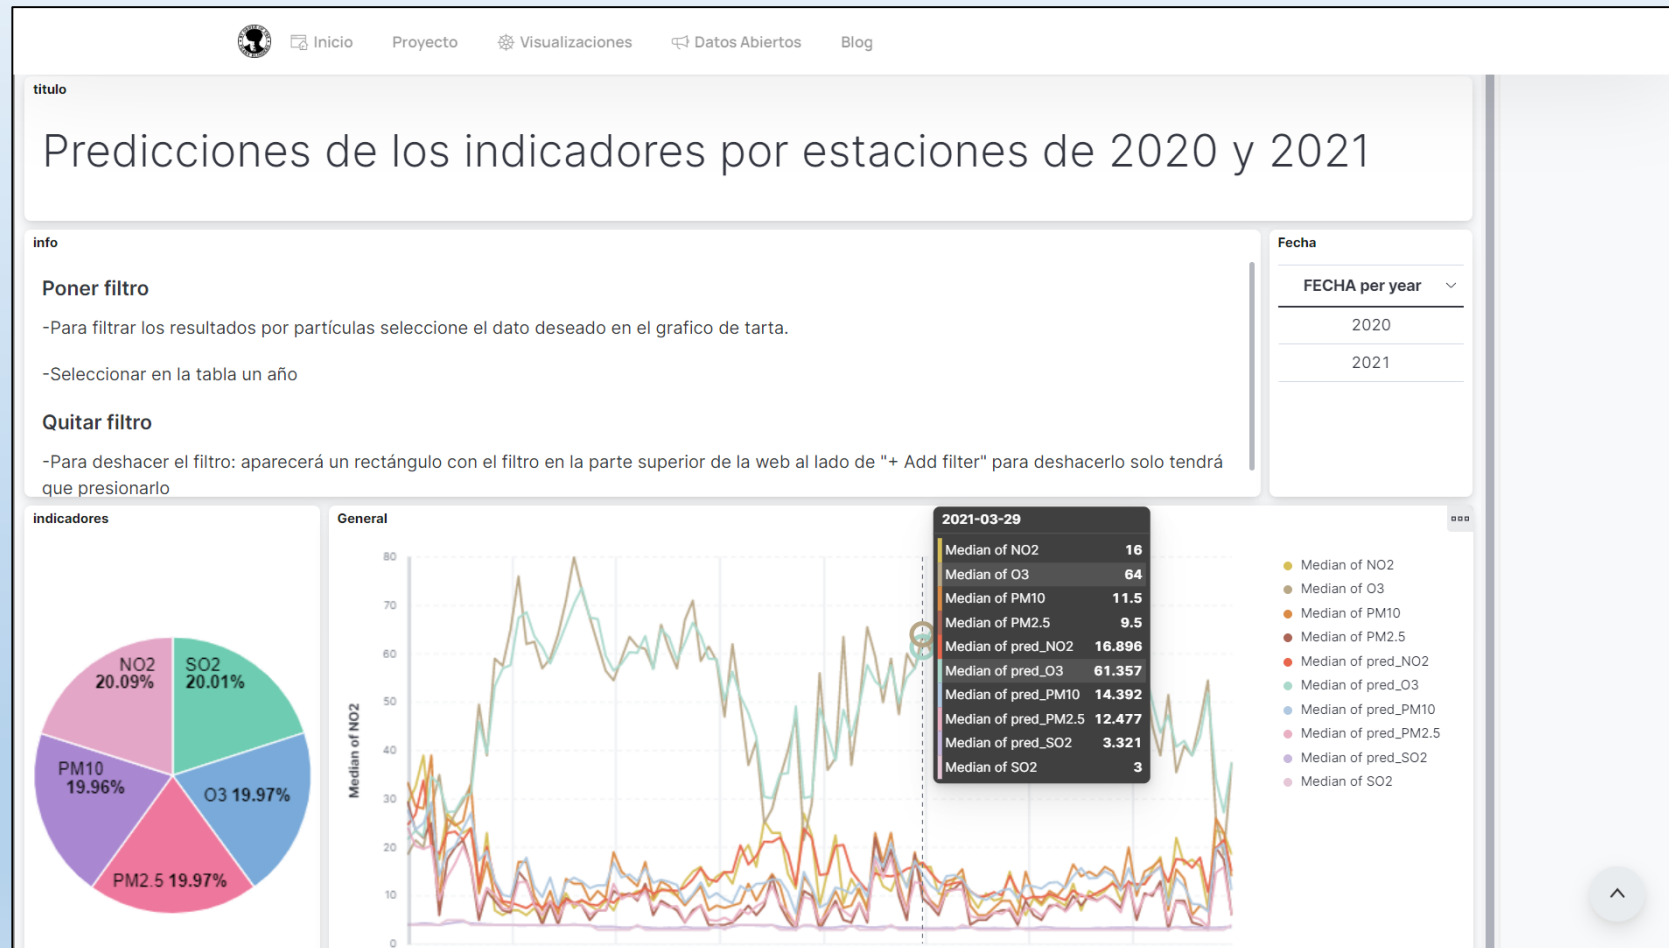 Inicio
Proyecto
Visualizaciones
Datos Abiertos
Blog
titulo
Predicciones de los indicadores por estaciones de 2020 y 2021
info
Poner filtro
-Para filtrar los resultados por partículas seleccione el dato deseado en el grafico de tarta.
-Seleccionar en la tabla un año
Quitar filtro
-Para deshacer el filtro: aparecerá un rectángulo con el filtro en la parte superior de la web al lado de "+ Add filter" para deshacerlo solo tendrá
que presionarlo
Fecha
FECHA per year
2020
2021
indicadores
NO2
20.09%
SO2
20.01%
PM10
19.96%
O3 19.97%
PM2.5 19.97%
General
Median of NO2
80
70
60
50
40
30
20
10
0
2021-03-29
Median of NO2 16
Median of O3 64
Median of PM10 11.5
Median of PM2.5 9.5
Median of pred_NO2 16.896
Median of pred_O3 61.357
Median of pred_PM10 14.392
Median of pred_PM2.5 12.477
Median of pred_SO2 3.321
Median of SO2 3
Median of NO2
Median of O3
Median of PM10
Median of PM2.5
Median of pred_NO2
Median of pred_O3
Median of pred_PM10
Median of pred_PM2.5
Median of pred_SO2
Median of SO2